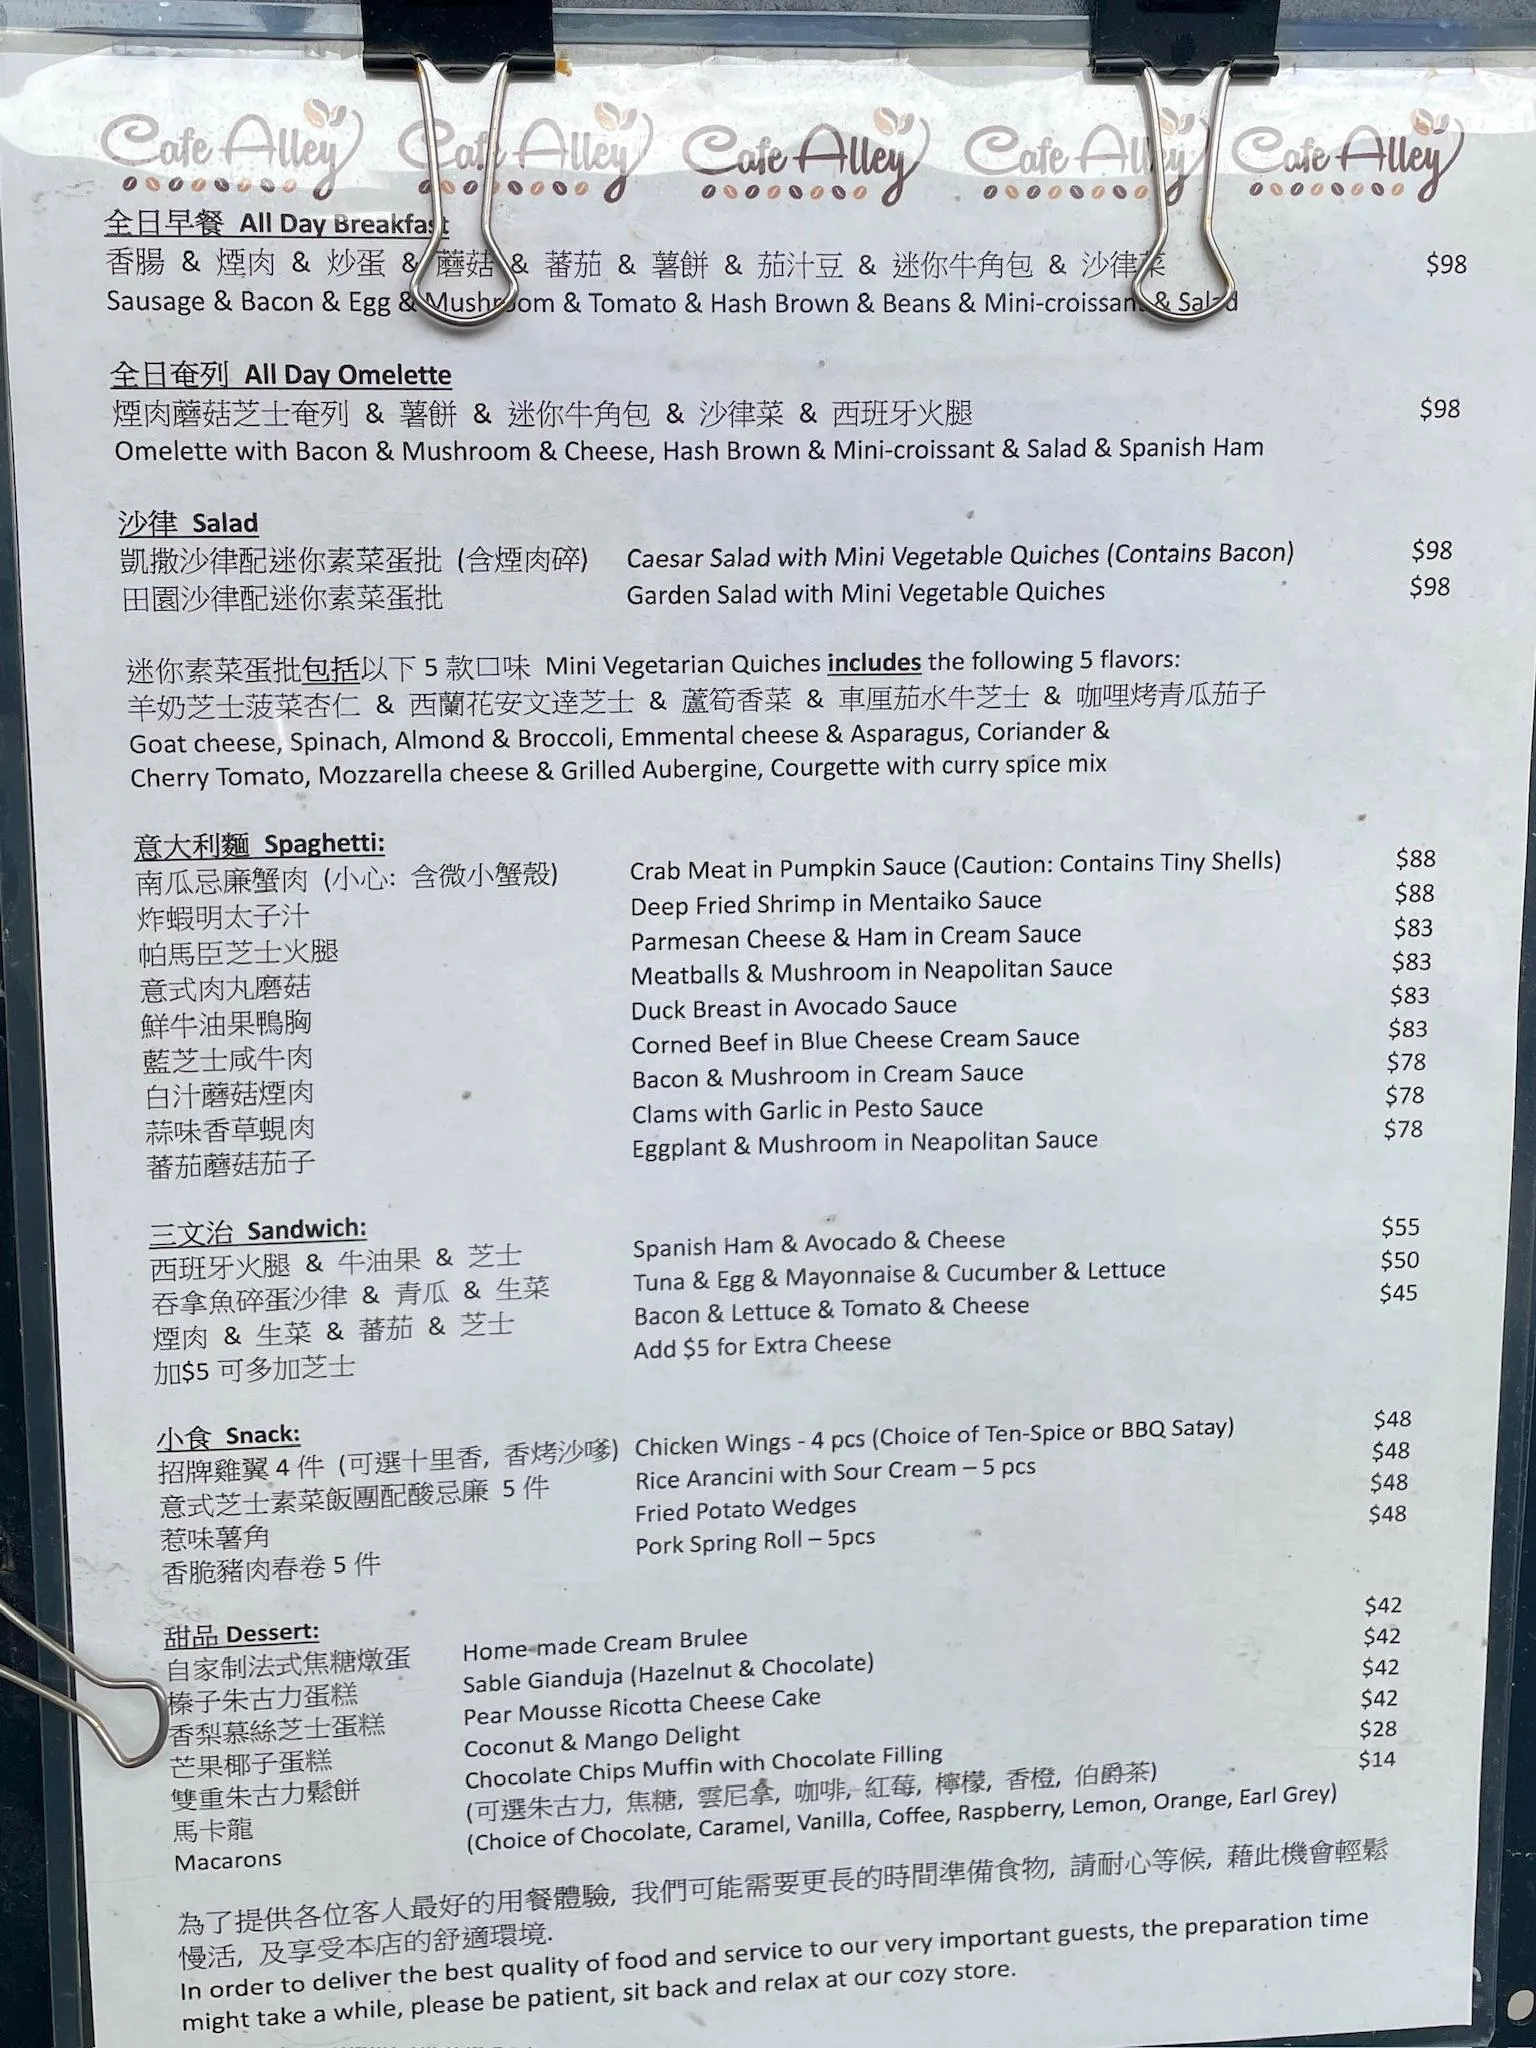 Cafe Alley Cafe Alley Cafe Alley Cafe Alley Cafe Alley
全日早餐 All Day Breakfast
香腸 & 煙肉 & 炒蛋 & 蘑菇 & 蕃茄 & 薯餅 & 茄汁豆 & 迷你牛角包 & 沙律菜 $98
Sausage & Bacon & Egg & Mushroom & Tomato & Hash Brown & Beans & Mini-croissant & Salad
全日奄列 All Day Omelette
煙肉蘑菇芝士奄列 & 薯餅 & 迷你牛角包 & 沙律菜 & 西班牙火腿 $98
Omelette with Bacon & Mushroom & Cheese, Hash Brown & Mini-croissant & Salad & Spanish Ham
沙律 Salad
凱撒沙律配迷你素菜蛋批 (含煙肉碎) Caesar Salad with Mini Vegetable Quiches (Contains Bacon) $98
田園沙律配迷你素菜蛋批 Garden Salad with Mini Vegetable Quiches $98
迷你素菜蛋批包括以下 5 款口味 Mini Vegetarian Quiches includes the following 5 flavors:
羊奶芝士菠菜杏仁 & 西蘭花安文達芝士 & 蘆筍香菜 & 車厘茄水牛芝士 & 咖哩烤青瓜茄子
Goat cheese, Spinach, Almond & Broccoli, Emmental cheese & Asparagus, Coriander &
Cherry Tomato, Mozzarella cheese & Grilled Aubergine, Courgette with curry spice mix
意大利麵 Spaghetti:
南瓜忌廉蟹肉 (小心: 含微小蟹殼) Crab Meat in Pumpkin Sauce (Caution: Contains Tiny Shells) $88
炸蝦明太子汁 Deep Fried Shrimp in Mentaiko Sauce $88
帕馬臣芝士火腿 Parmesan Cheese & Ham in Cream Sauce $83
意式肉丸磨菇 Meatballs & Mushroom in Neapolitan Sauce $83
鮮牛油果鴨胸 Duck Breast in Avocado Sauce $83
藍芝士咸牛肉 Corned Beef in Blue Cheese Cream Sauce $83
白汁蘑菇煙肉 Bacon & Mushroom in Cream Sauce $78
蒜味香草蜆肉 Clams with Garlic in Pesto Sauce $78
蕃茄蘑菇茄子 Eggplant & Mushroom in Neapolitan Sauce $78
三文治 Sandwich:
西班牙火腿 & 牛油果 & 芝士 Spanish Ham & Avocado & Cheese $55
吞拿魚碎蛋沙律 & 青瓜 & 生菜 Tuna & Egg & Mayonnaise & Cucumber & Lettuce $50
煙肉 & 生菜 & 蕃茄 & 芝士 Bacon & Lettuce & Tomato & Cheese $45
加$5 可多加芝士 Add $5 for Extra Cheese
小食 Snack:
招牌雞翼 4 件 (可選十里香, 香烤沙嗲) Chicken Wings - 4 pcs (Choice of Ten-Spice or BBQ Satay) $48
意式芝士素菜飯團配酸忌廉 5 件 Rice Arancini with Sour Cream – 5 pcs $48
惹味薯角 Fried Potato Wedges $48
香脆豬肉春卷 5 件 Pork Spring Roll – 5pcs $48
甜品 Dessert:
自家制法式焦糖燉蛋 Home-made Cream Brulee $42
榛子朱古力蛋糕 Sable Gianduja (Hazelnut & Chocolate) $42
香梨慕絲芝士蛋糕 Pear Mousse Ricotta Cheese Cake $42
芒果椰子蛋糕 Coconut & Mango Delight $42
雙重朱古力鬆餅 Chocolate Chips Muffin with Chocolate Filling $28
馬卡龍 (可選朱古力, 焦糖, 雲尼拿, 咖啡, 紅莓, 檸檬, 香橙, 伯爵茶) $14
Macarons (Choice of Chocolate, Caramel, Vanilla, Coffee, Raspberry, Lemon, Orange, Earl Grey)
為了提供各位客人最好的用餐體驗, 我們可能需要更長的時間準備食物, 請耐心等候, 藉此機會輕鬆
慢活, 及享受本店的舒適環境.
In order to deliver the best quality of food and service to our very important guests, the preparation time
might take a while, please be patient, sit back and relax at our cozy store.